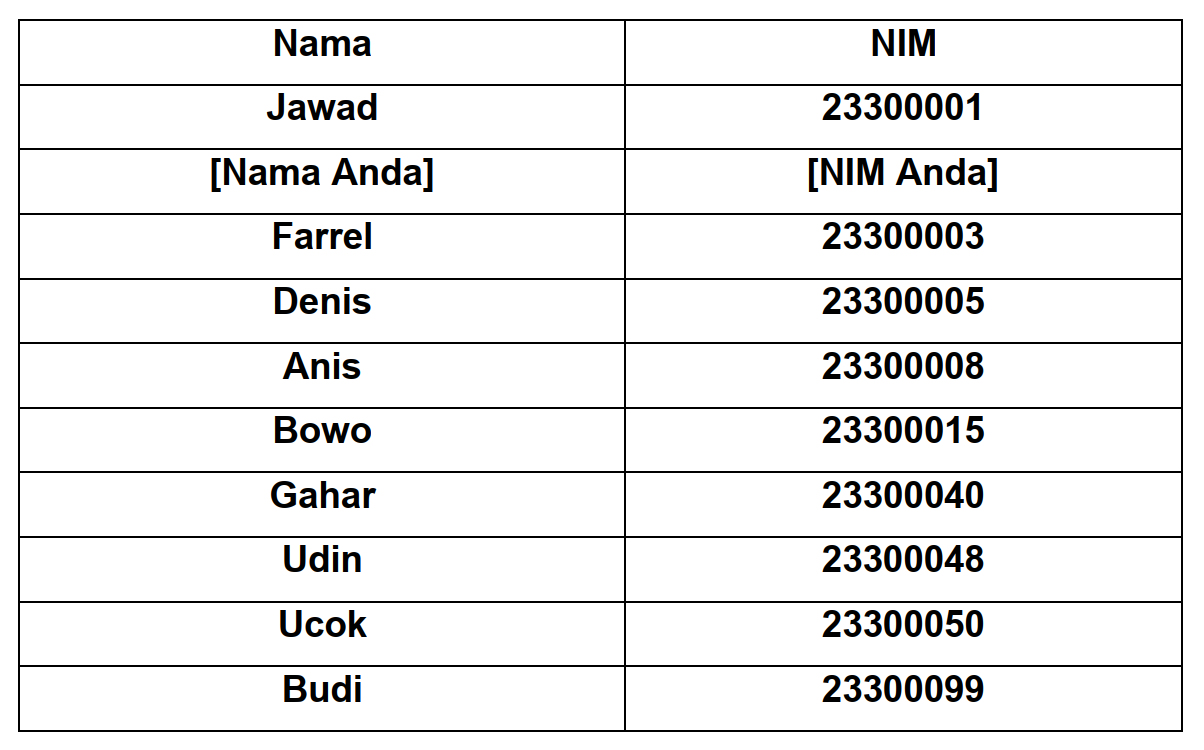 Nama NIM
Jawad 23300001
[Nama Anda] [NIM Anda]
Farrel 23300003
Denis 23300005
Anis 23300008
Bowo 23300015
Gahar 23300040
Udin 23300048
Ucok 23300050
Budi 23300099